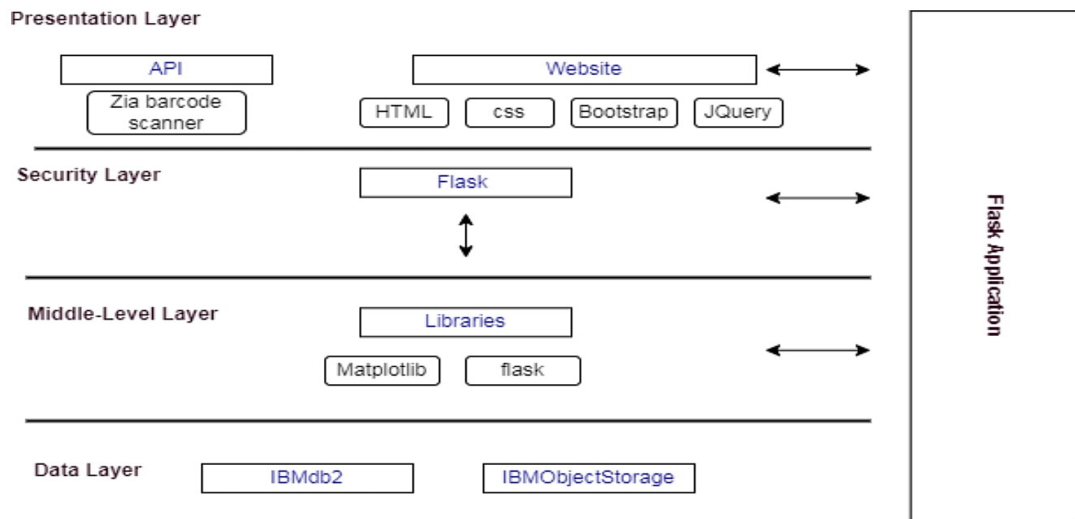 Presentation Layer
API
Website
Zia barcode
scanner
HTML
css
Bootstrap
JQuery
Security Layer
Flask
Middle-Level Layer
Libraries
Matplotlib
flask
Data Layer
IBMdb2
IBMObjectStorage
Flask Application